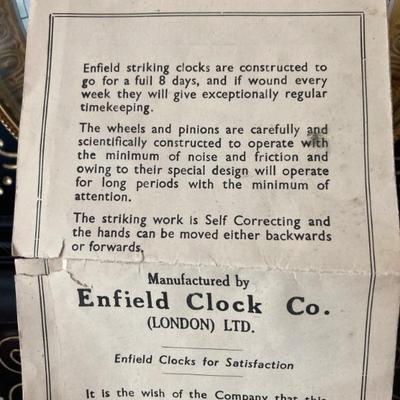 Enfield striking clocks are constructed to
go for a full 8 days, and if wound every
week they will give exceptionally regular
timekeeping.
The wheels and pinions are carefully and
scientifically constructed to operate with
the minimum of noise and friction and
owing to their special design will operate
for long periods with the minimum of
attention.
The striking work is Self Correcting and
the hands can be moved either backwards
or forwards.
Manufactured by
Enfield Clock Co.
(LONDON) LTD.
Enfield Clocks for Satisfaction
It is the wish of the Company that this